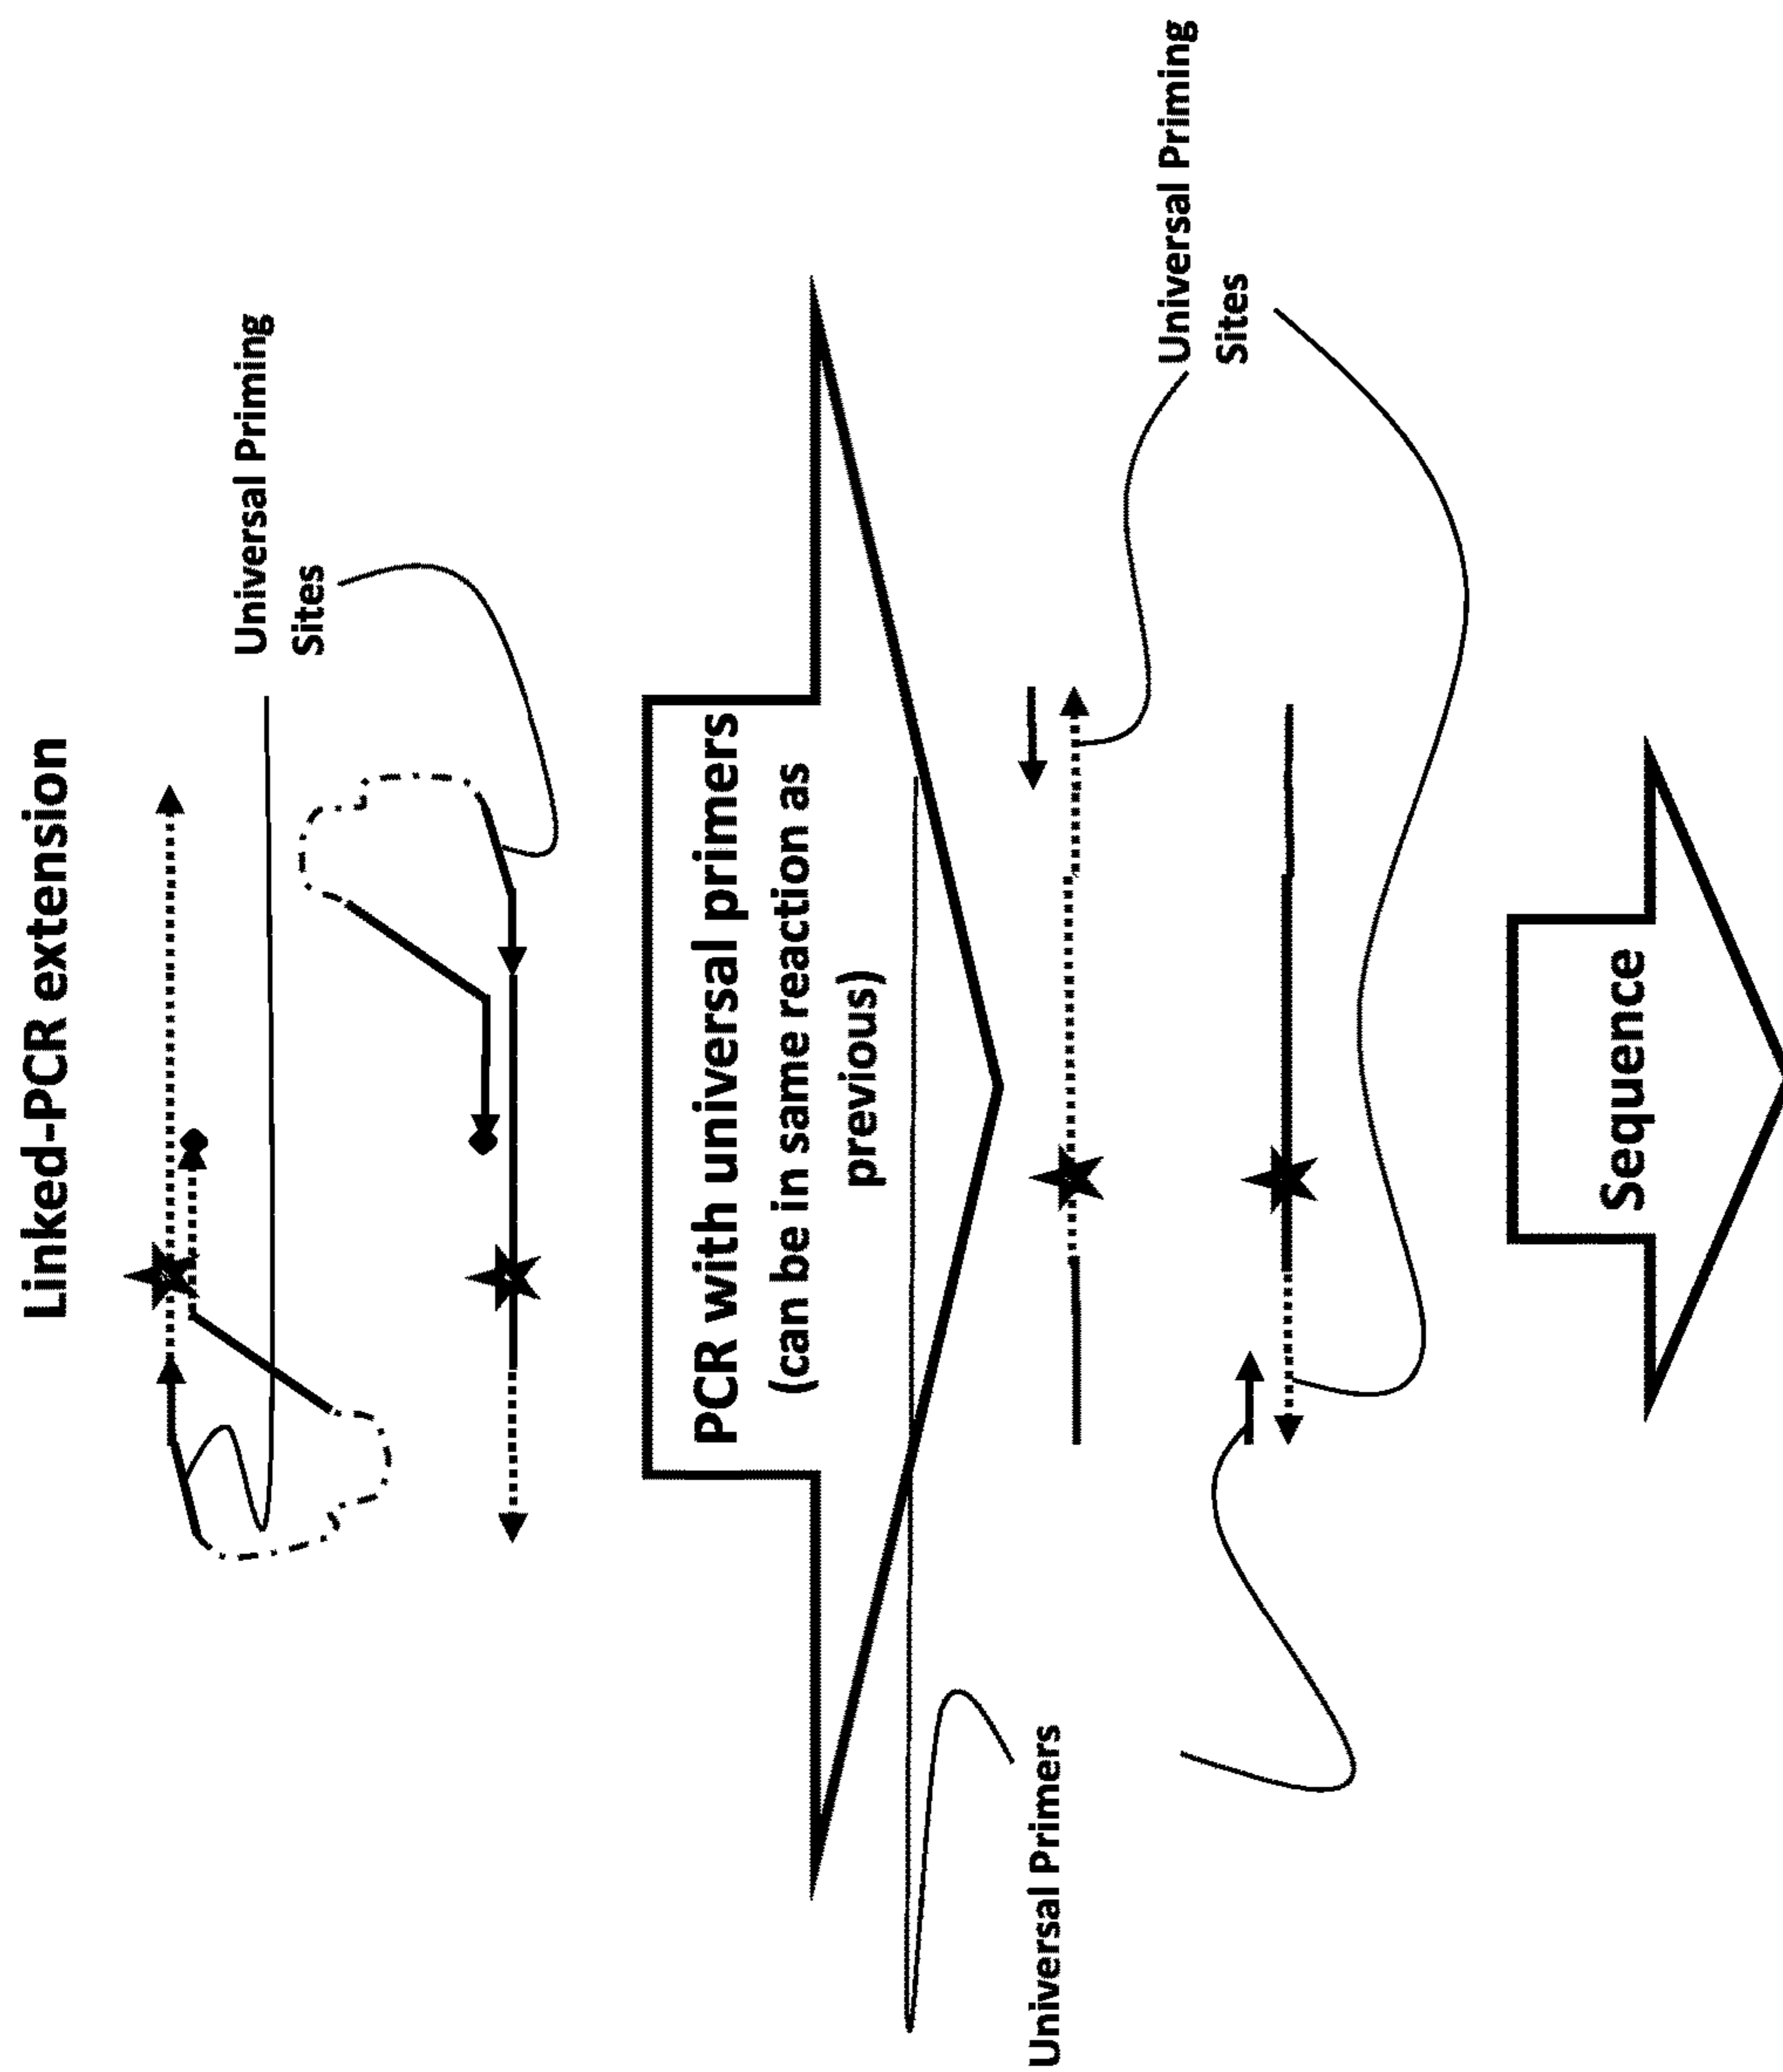 Linked-PCR extension
Universal Priming
Sites
PCR with universal primers
(can be in same reaction as
previous)
Universal Primers
Universal Priming
Sites
Sequence